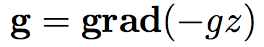 g = grad(−gz)